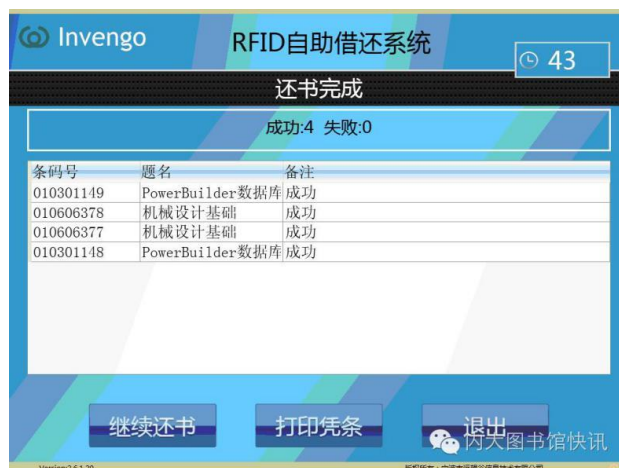 Invengo
RFID自助借还系统
43
还书完成
成功:4 失败:0
条码号 题名 备注
010301149 PowerBuilder数据库 成功
010606378 机械设计基础 成功
010606377 机械设计基础 成功
010301148 PowerBuilder数据库 成功
继续还书 打印凭条 退出
内大图书馆快讯